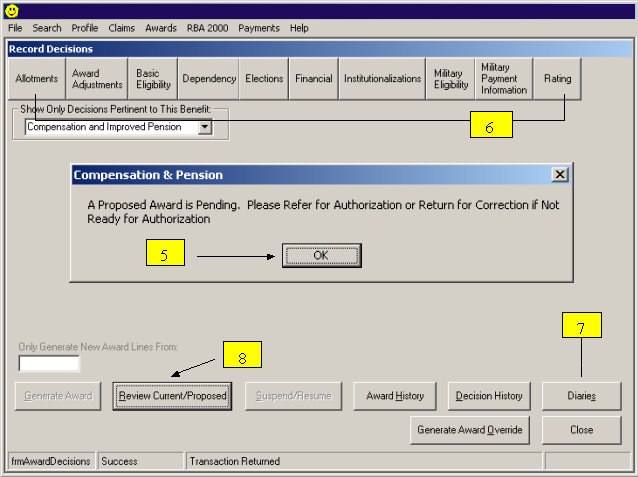 File Search Profile Claims Awards RBA 2000 Payments Help
Record Decisions
Allotments
Award
Adjustments
Basic
Eligibility
Dependency
Elections
Financial
Institutionalizations
Military
Eligibility
Military
Payment
Information
Rating
Show Only Decisions Pertinent to This Benefit:
Compensation and Improved Pension
6
Compensation & Pension
A Proposed Award is Pending. Please Refer for Authorization or Return for Correction if Not
Ready for Authorization
5
OK
7
Only Generate New Award Lines From:
8
Generate Award
Review Current/Proposed
Suspend/Resume
Award History
Decision History
Diaries
Generate Award Override
Close
frmAwardDecisions
Success
Transaction Returned